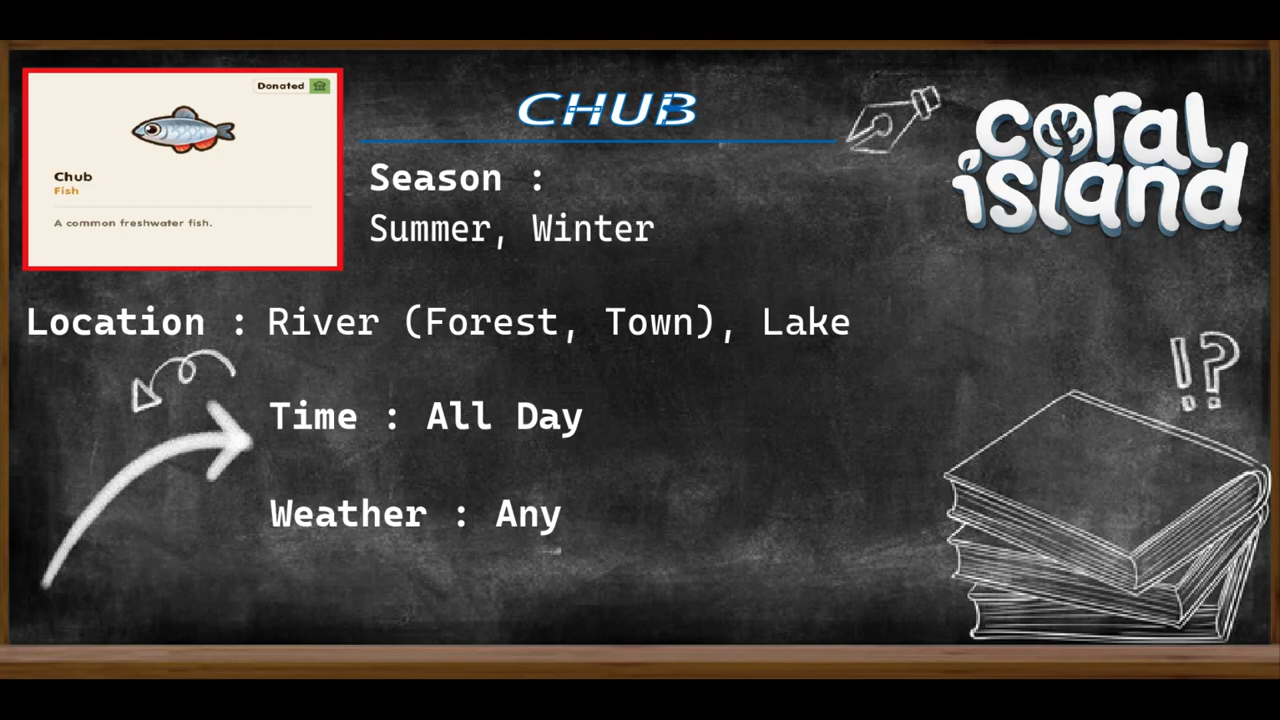 Donated
Chub
Fish
A common freshwater fish.
CHUB
Season :
Summer, Winter
coral
island
Location : River (Forest, Town), Lake
!?
Time : All Day
Weather : Any